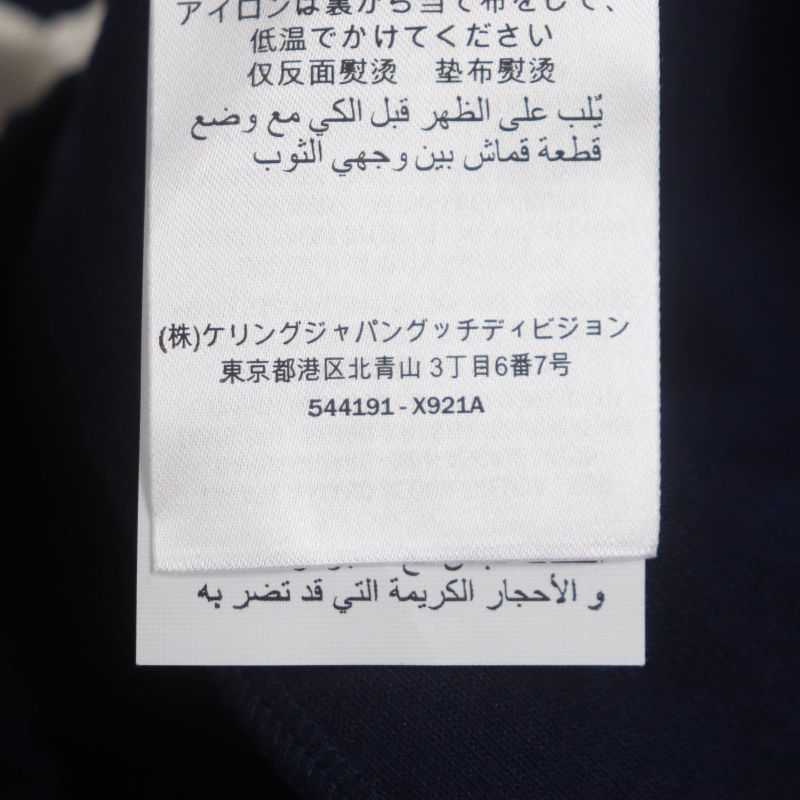 アイロンは裏から当て布をして、
低温でかけてください
仅反面熨烫　垫布熨烫
يٌلب على الظهر قبل الكي مع وضع
قطعة قماش بين وجهي الثوب
(株)ケリングジャパングッチディビジョン
東京都港区北青山 3丁目6番7号
544191 - X921A
و الأحجار الكريمة التي قد تضر به